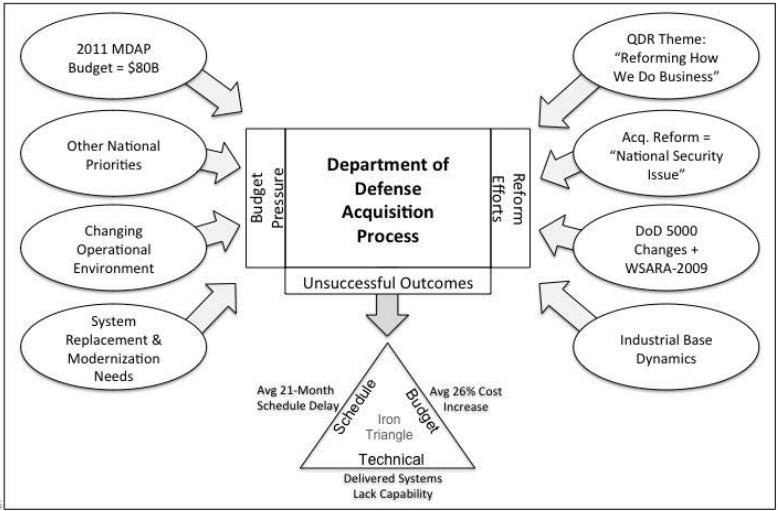 2011 MDAP
Budget = $80B
Other National
Priorities
Changing
Operational
Environment
System
Replacement &
Modernization
Needs
Budget
Pressure
Department of
Defense
Acquisition
Process
Reform
Efforts
Unsuccessful Outcomes
QDR Theme:
"Reforming How
We Do Business"
Acq. Reform =
"National Security
Issue"
DoD 5000
Changes +
WSARA-2009
Industrial Base
Dynamics
Avg 21-Month
Schedule Delay
Schedule
Iron
Triangle
Budget
Avg 26% Cost
Increase
Technical
Delivered Systems
Lack Capability